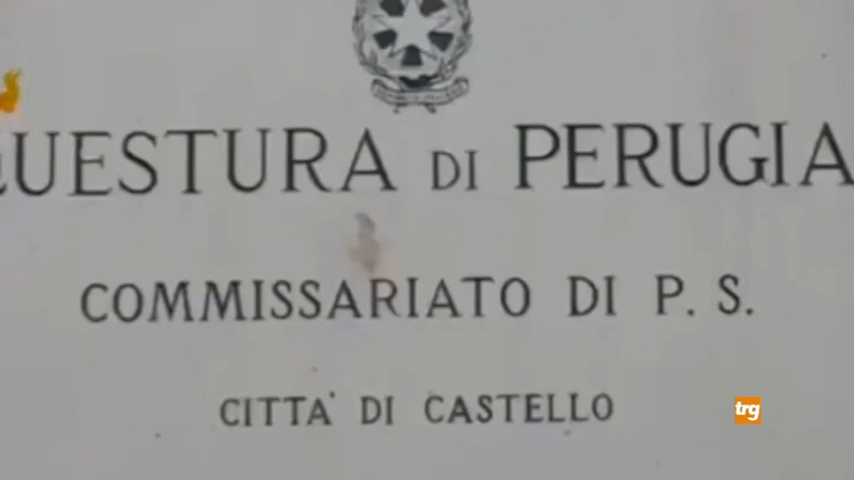 QUESTURA DI PERUGIA
COMMISSARIATO DI P. S.
CITTA' DI CASTELLO
trg